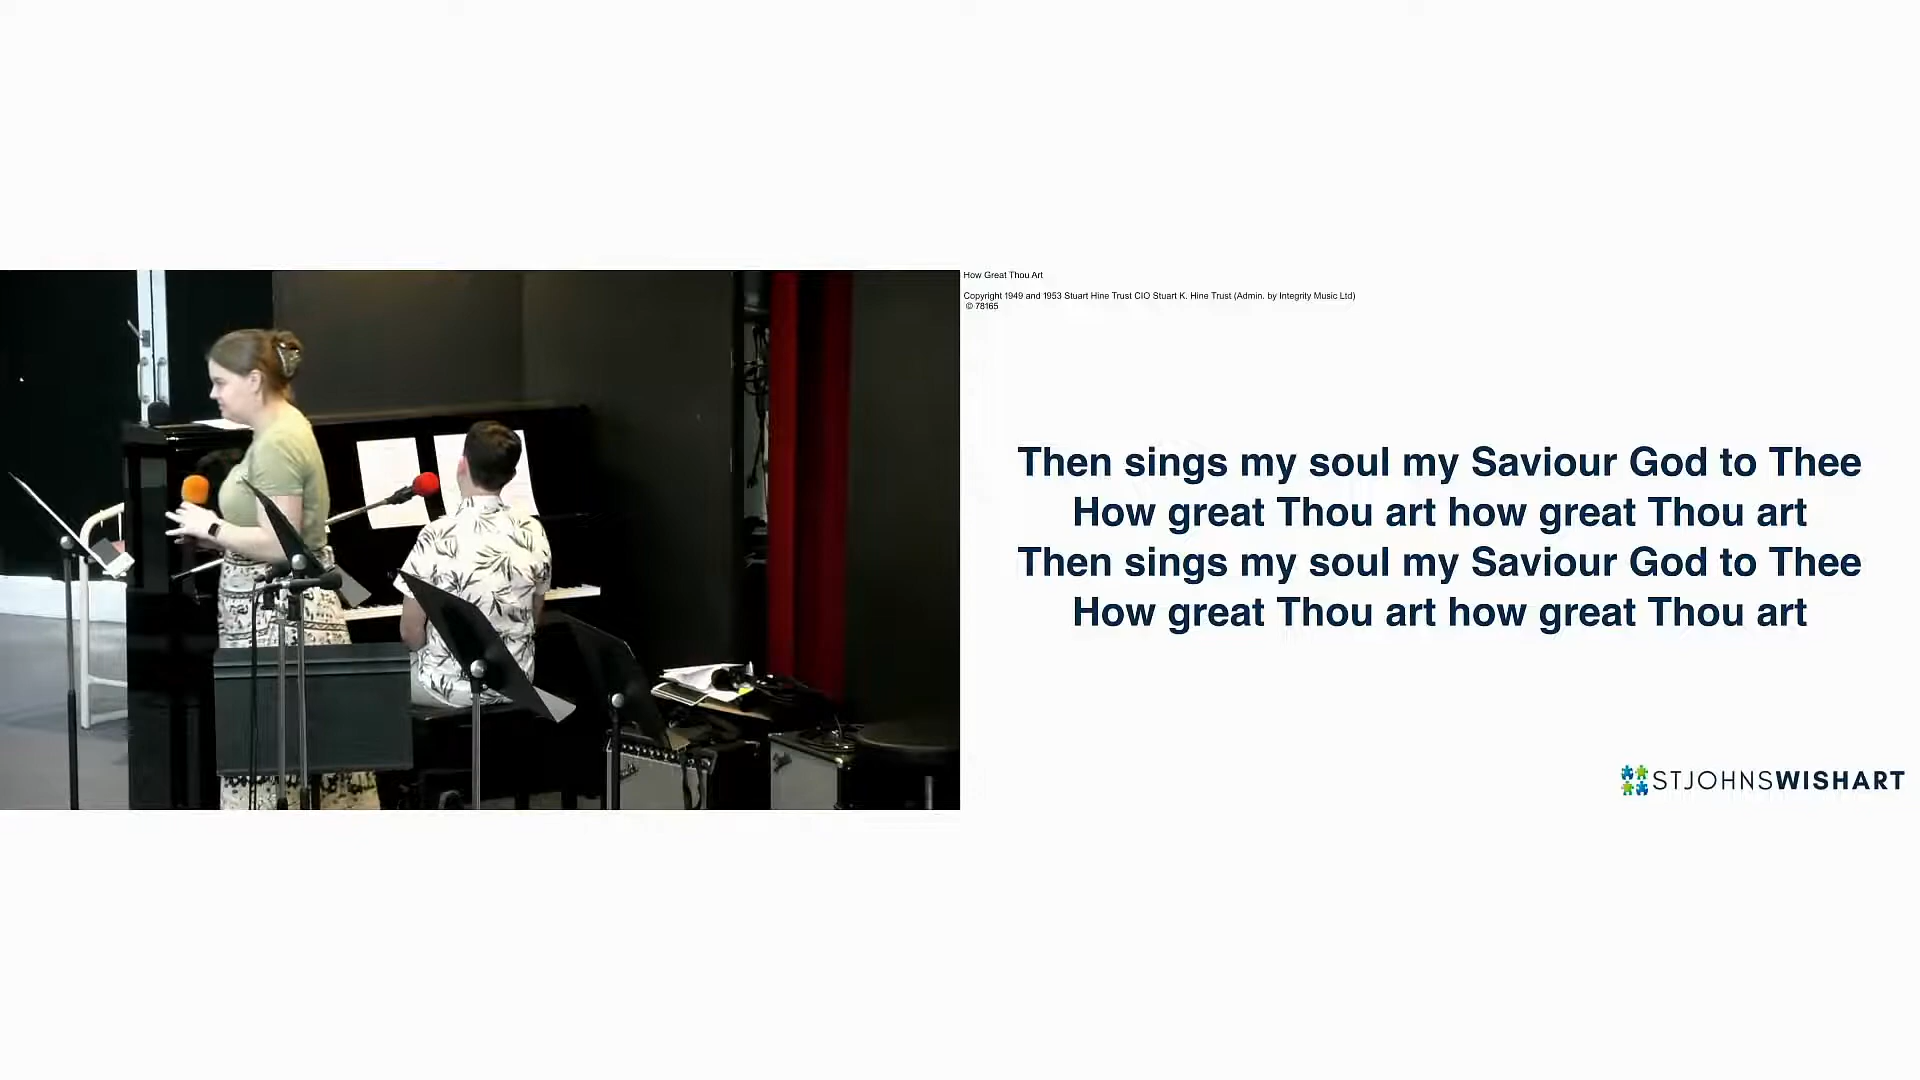 How Great Thou Art
Copyright 1949 and 1953 Stuart Hine Trust CIO Stuart K. Hine Trust (Admin. by Integrity Music Ltd)
© 78165
Then sings my soul my Saviour God to Thee
How great Thou art how great Thou art
Then sings my soul my Saviour God to Thee
How great Thou art how great Thou art
STJOHNSWISHART